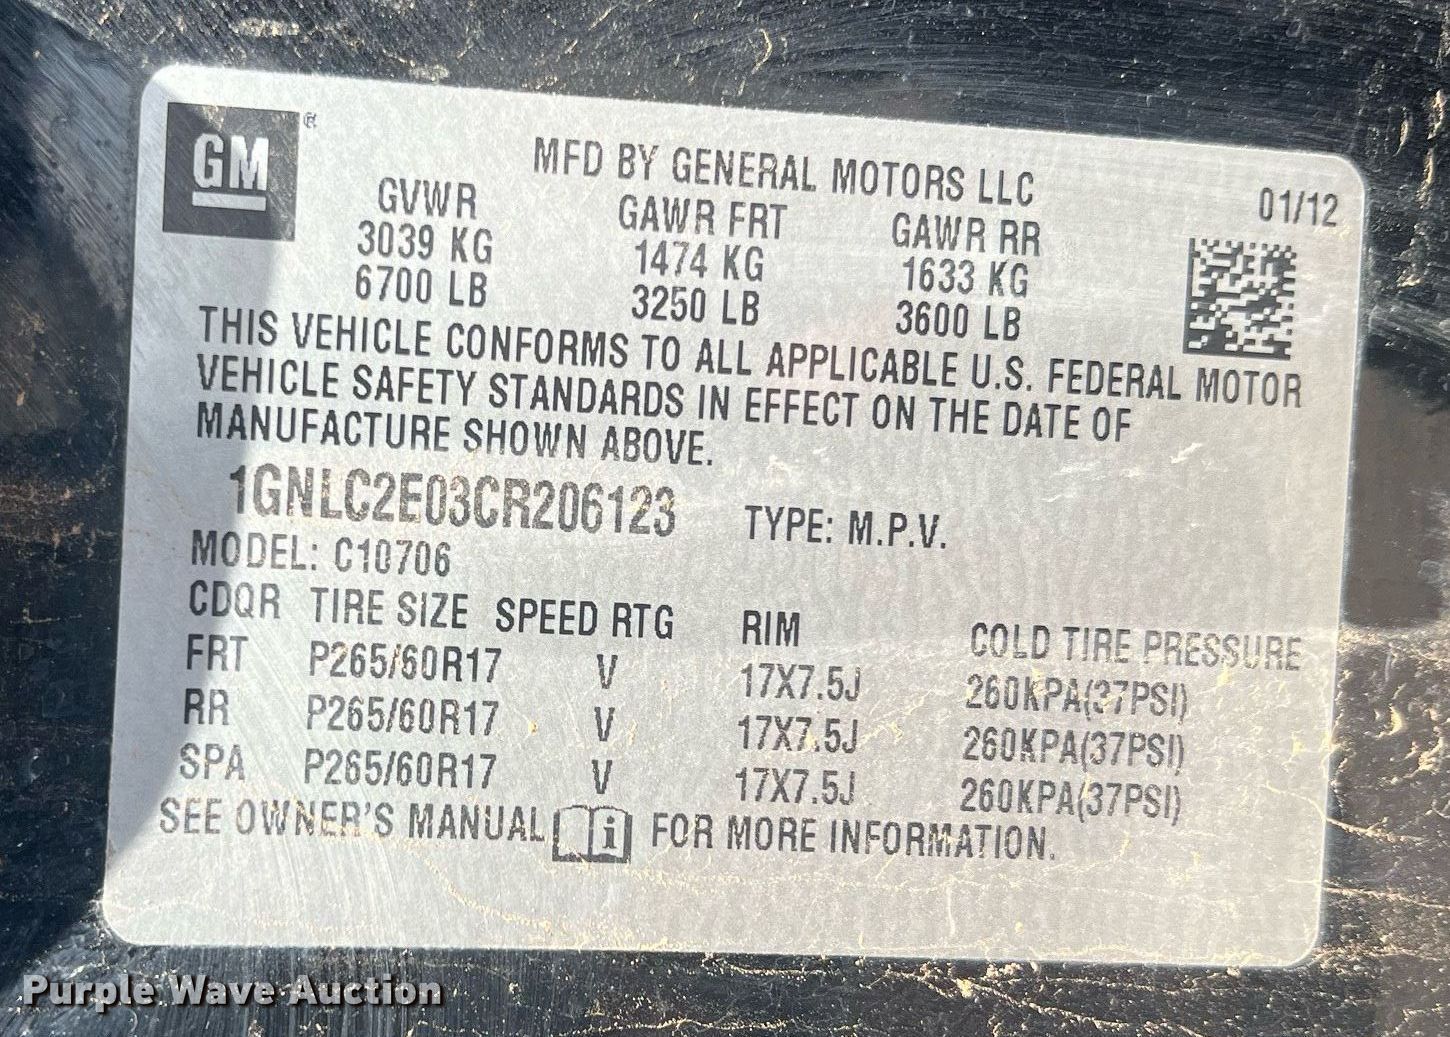 GM
MFD BY GENERAL MOTORS LLC
01/12
GVWR GAWR FRT GAWR RR
3039 KG 1474 KG 1633 KG
6700 LB 3250 LB 3600 LB
THIS VEHICLE CONFORMS TO ALL APPLICABLE U.S. FEDERAL MOTOR
VEHICLE SAFETY STANDARDS IN EFFECT ON THE DATE OF
MANUFACTURE SHOWN ABOVE.
1GNLC2E03CR206123 TYPE: M.P.V.
MODEL: C10706
CDQR TIRE SIZE SPEED RTG RIM COLD TIRE PRESSURE
FRT P265/60R17 V 17X7.5J 260KPA(37PSI)
RR P265/60R17 V 17X7.5J 260KPA(37PSI)
SPA P265/60R17 V 17X7.5J 260KPA(37PSI)
SEE OWNER'S MANUAL i FOR MORE INFORMATION.
Purple Wave Auction